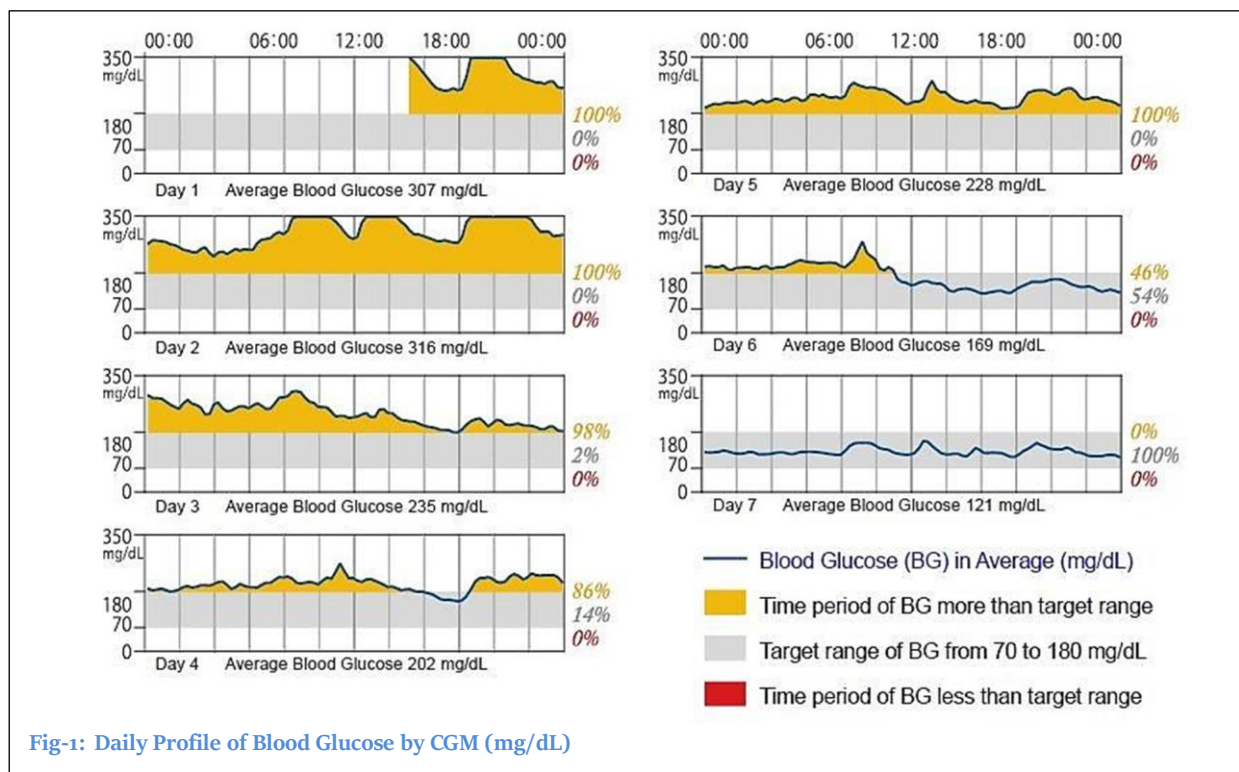 00:00 06:00 12:00 18:00 00:00
350
mg/dL
180
70
0
100%
0%
0%
Day 1 Average Blood Glucose 307 mg/dL
350
mg/dL
180
70
0
100%
0%
0%
Day 2 Average Blood Glucose 316 mg/dL
350
mg/dL
180
70
0
98%
2%
0%
Day 3 Average Blood Glucose 235 mg/dL
350
mg/dL
180
70
0
86%
14%
0%
Day 4 Average Blood Glucose 202 mg/dL
00:00 06:00 12:00 18:00 00:00
350
mg/dL
180
70
0
100%
0%
0%
Day 5 Average Blood Glucose 228 mg/dL
350
mg/dL
180
70
0
46%
54%
0%
Day 6 Average Blood Glucose 169 mg/dL
350
mg/dL
180
70
0
0%
100%
0%
Day 7 Average Blood Glucose 121 mg/dL
Blood Glucose (BG) in Average (mg/dL)
Time period of BG more than target range
Target range of BG from 70 to 180 mg/dL
Time period of BG less than target range
Fig-1: Daily Profile of Blood Glucose by CGM (mg/dL)